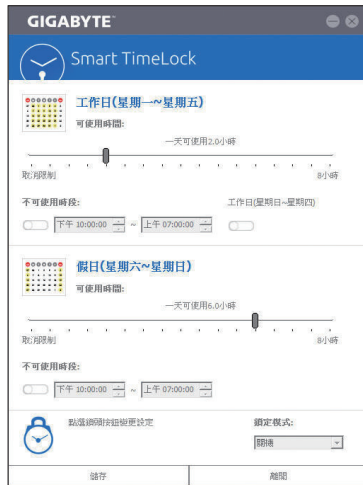 GIGABYTE™
Smart TimeLock
工作日(星期一~星期五)
可使用時間:
一天可使用2.0小時
取消限制 8小時
不可使用時段: 工作日(星期日~星期四)
下午 10:00:00 ~ 上午 07:00:00
假日(星期六~星期日)
可使用時間:
一天可使用6.0小時
取消限制 8小時
不可使用時段:
下午 10:00:00 ~ 上午 07:00:00
點選鎖頭按鈕變更設定 鎖定模式:
關機
儲存 離開